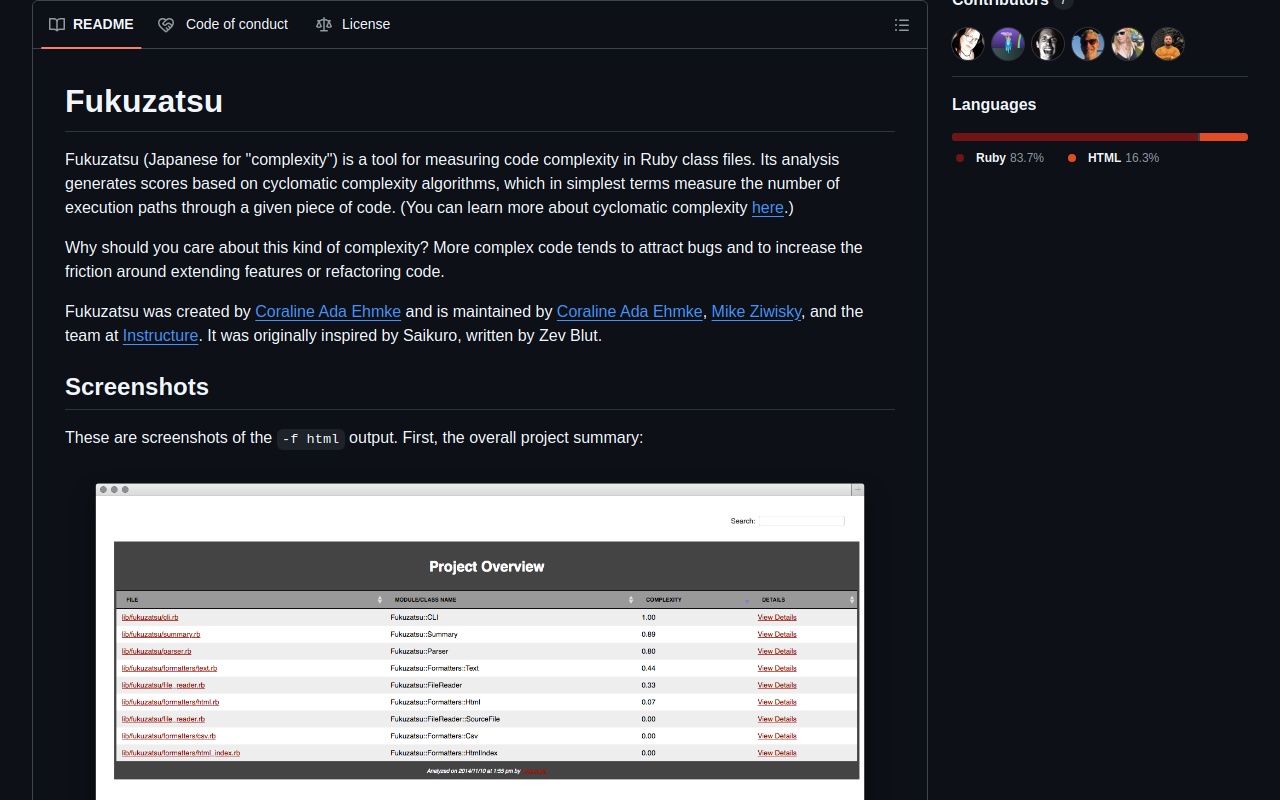 README
Code of conduct
License
Contributors 7
Fukuzatsu
Fukuzatsu (Japanese for "complexity") is a tool for measuring code complexity in Ruby class files. Its analysis
generates scores based on cyclomatic complexity algorithms, which in simplest terms measure the number of
execution paths through a given piece of code. (You can learn more about cyclomatic complexity here.)
Why should you care about this kind of complexity? More complex code tends to attract bugs and to increase the
friction around extending features or refactoring code.
Fukuzatsu was created by Coraline Ada Ehmke and is maintained by Coraline Ada Ehmke, Mike Ziwisky, and the
team at Instructure. It was originally inspired by Saikuro, written by Zev Blut.
Screenshots
These are screenshots of the -f html output. First, the overall project summary:
Search:
Project Overview
FILE MODULE/CLASS NAME COMPLEXITY DETAILS
lib/fukuzatsu/cli.rb Fukuzatsu::CLI 1.00 View Details
lib/fukuzatsu/summary.rb Fukuzatsu::Summary 0.89 View Details
lib/fukuzatsu/parser.rb Fukuzatsu::Parser 0.80 View Details
lib/fukuzatsu/formatters/text.rb Fukuzatsu::Formatters::Text 0.44 View Details
lib/fukuzatsu/file_reader.rb Fukuzatsu::FileReader 0.33 View Details
lib/fukuzatsu/formatters/html.rb Fukuzatsu::Formatters::Html 0.07 View Details
lib/fukuzatsu/file_reader.rb Fukuzatsu::FileReader::SourceFile 0.00 View Details
lib/fukuzatsu/formatters/csv.rb Fukuzatsu::Formatters::Csv 0.00 View Details
lib/fukuzatsu/formatters/html_index.rb Fukuzatsu::Formatters::HtmlIndex 0.00 View Details
Analyzed on 2014/11/10 at 1:55 pm by
Languages
Ruby 83.7%
HTML 16.3%